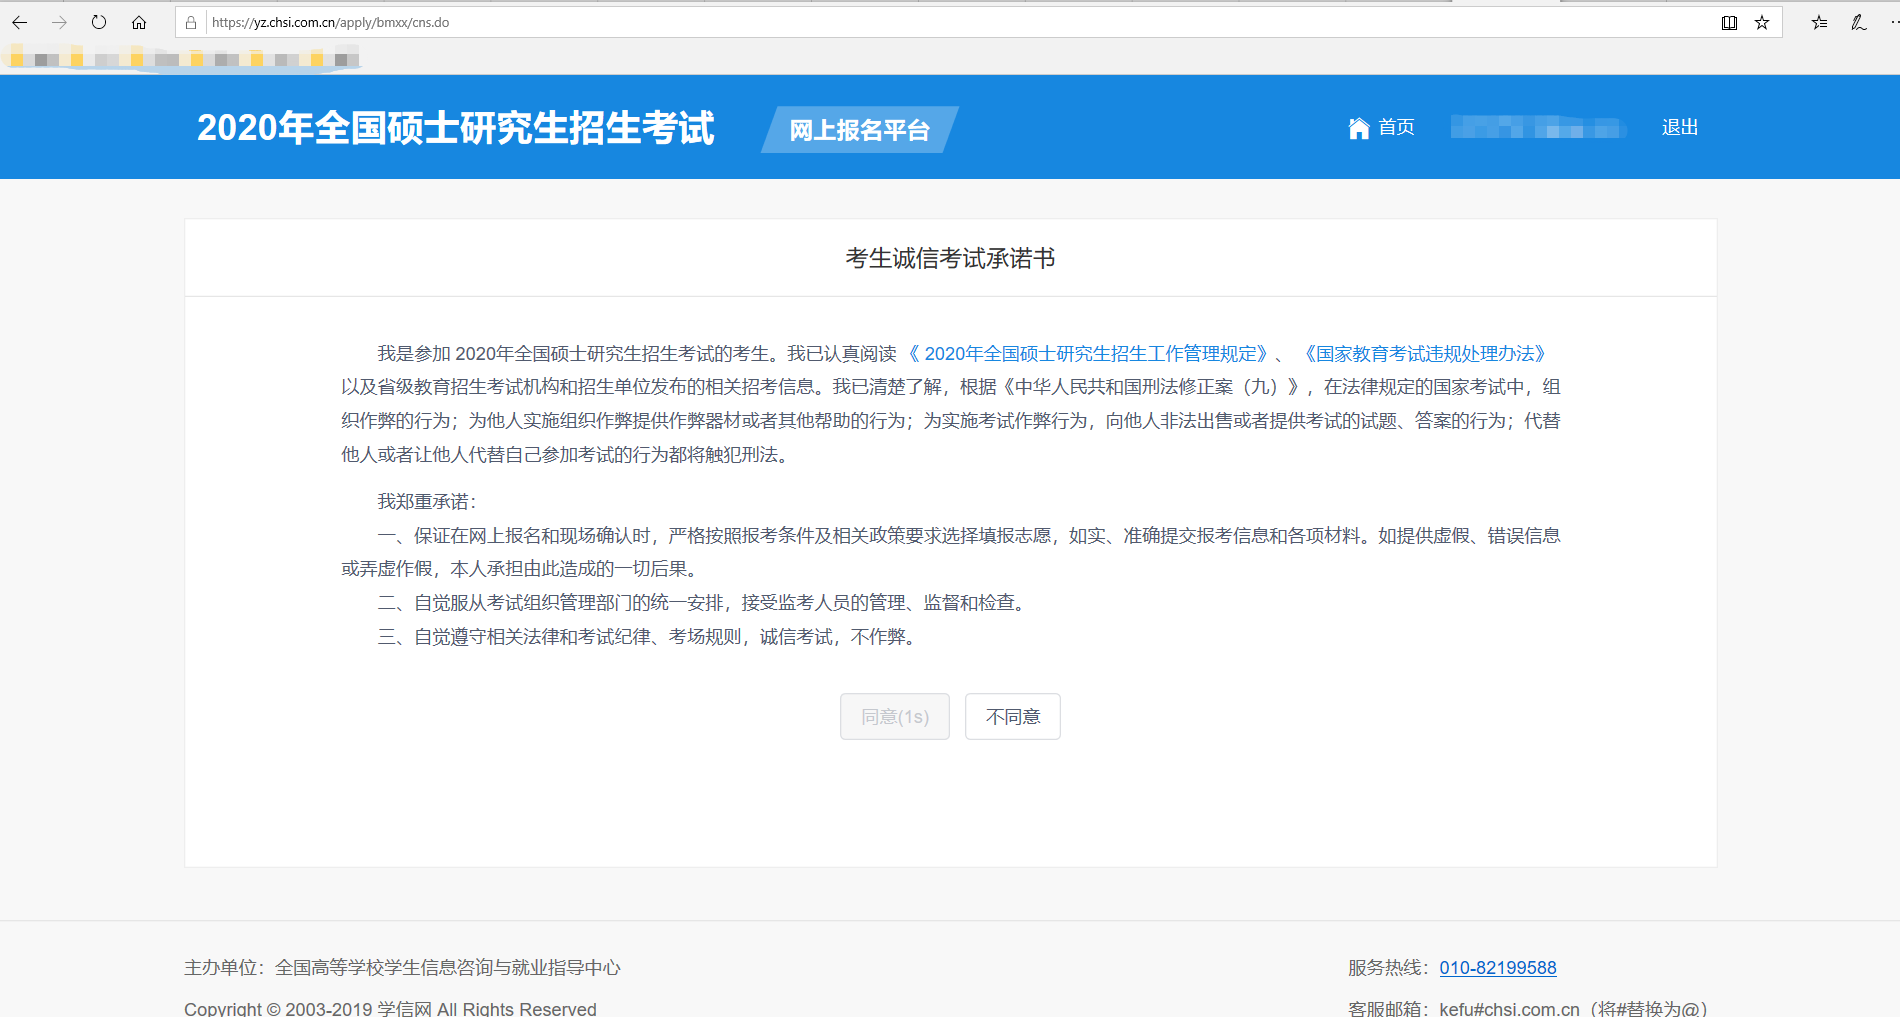 https://yz.chsi.com.cn/apply/bmxx/cns.do
2020年全国硕士研究生招生考试
网上报名平台
首页
退出
考生诚信考试承诺书
我是参加 2020年全国硕士研究生招生考试的考生。我已认真阅读 《 2020年全国硕士研究生招生工作管理规定》、 《国家教育考试违规处理办法》
以及省级教育招生考试机构和招生单位发布的相关招考信息。我已清楚了解，根据《中华人民共和国刑法修正案（九）》，在法律规定的国家考试中，组
织作弊的行为；为他人实施组织作弊提供作弊器材或者其他帮助的行为；为实施考试作弊行为，向他人非法出售或者提供考试的试题、答案的行为；代替
他人或者让他人代替自己参加考试的行为都将触犯刑法。
我郑重承诺：
一、保证在网上报名和现场确认时，严格按照报考条件及相关政策要求选择填报志愿，如实、准确提交报考信息和各项材料。如提供虚假、错误信息
或弄虚作假，本人承担由此造成的一切后果。
二、自觉服从考试组织管理部门的统一安排，接受监考人员的管理、监督和检查。
三、自觉遵守相关法律和考试纪律、考场规则，诚信考试，不作弊。
同意(1s)
不同意
主办单位：全国高等学校学生信息咨询与就业指导中心
服务热线：010-82199588
Copyright © 2003-2019 学信网 All Rights Reserved
客服邮箱：kefu#chsi.com.cn（将#替换为@）